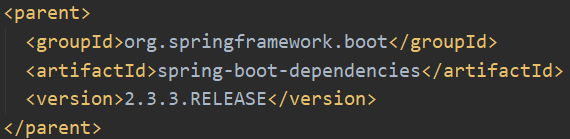 <parent>
<groupId>org.springframework.boot</groupId>
<artifactId>spring-boot-dependencies</artifactId>
<version>2.3.3.RELEASE</version>
</parent>